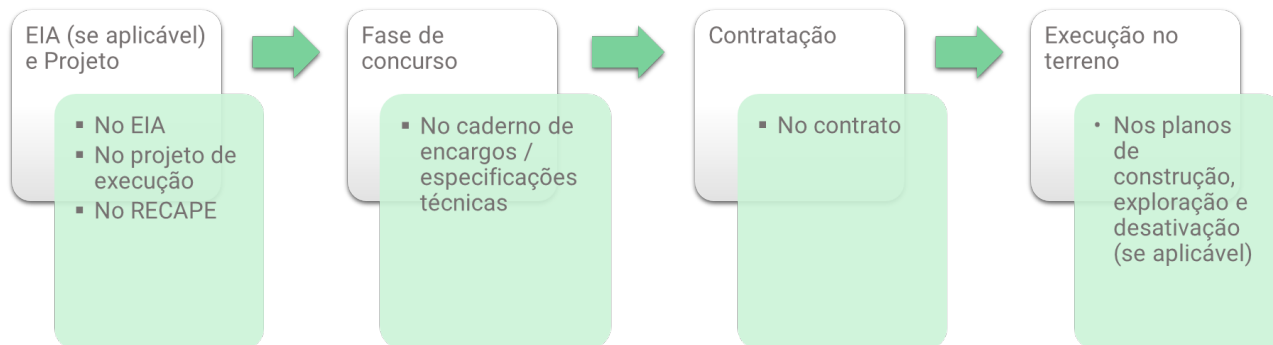 EIA (se aplicável)
e Projeto
▪ No EIA
▪ No projeto de
execução
▪ No RECAPE
Fase de
concurso
▪ No caderno de
encargos /
especificações
técnicas
Contratação
▪ No contrato
Execução no
terreno
• Nos planos
de
construção,
exploração e
desativação
(se aplicável)